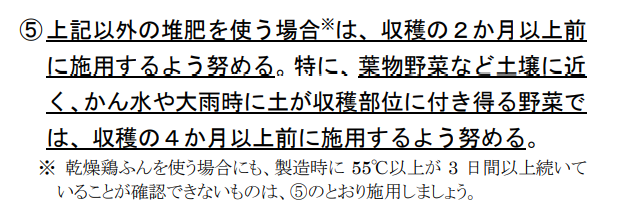 ⑤上記以外の堆肥を使う場合※は、収穫の２か月以上前
に施用するよう努める。特に、葉物野菜など土壌に近
く、かん水や大雨時に土が収穫部位に付き得る野菜で
は、収穫の４か月以上前に施用するよう努める。
※ 乾燥鶏ふんを使う場合にも、製造時に 55℃以上が 3 日間以上続いて
いることが確認できないものは、⑤のとおり施用しましょう。